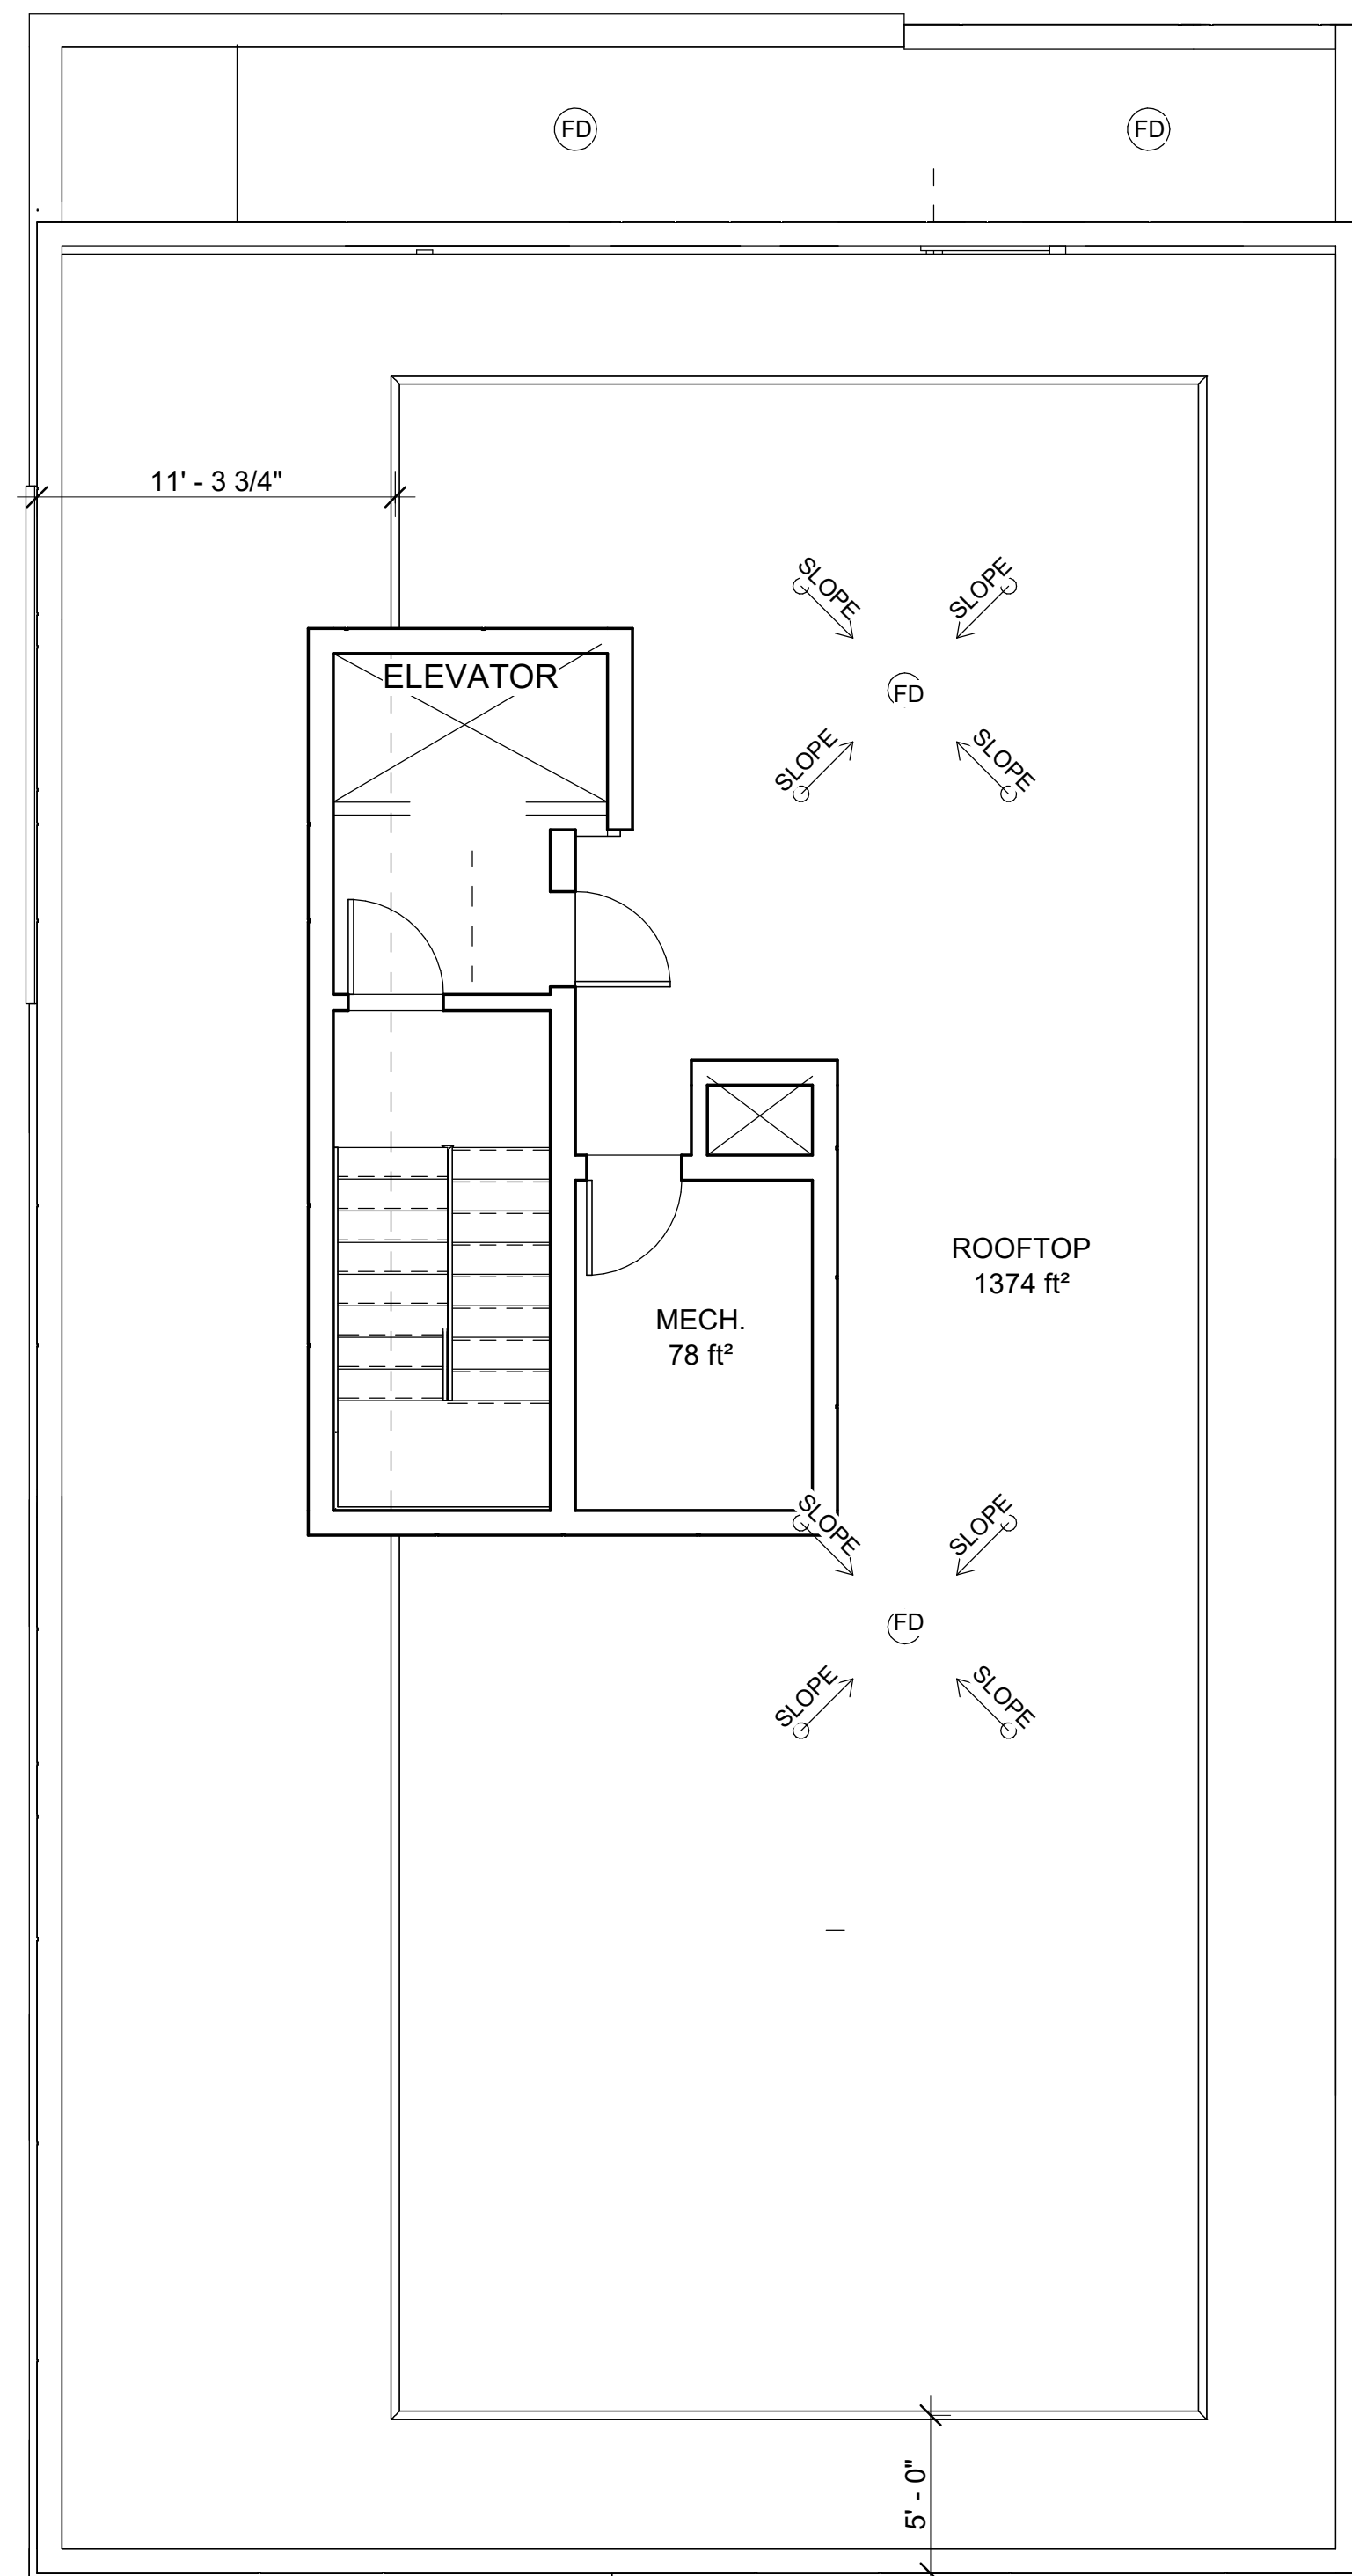 FD
FD
11' - 3 3/4"
SLOPE
SLOPE
ELEVATOR
FD
SLOPE
SLOPE
ROOFTOP
1374 ft²
MECH.
78 ft²
SLOPE
SLOPE
FD
SLOPE
SLOPE
5' - 0"